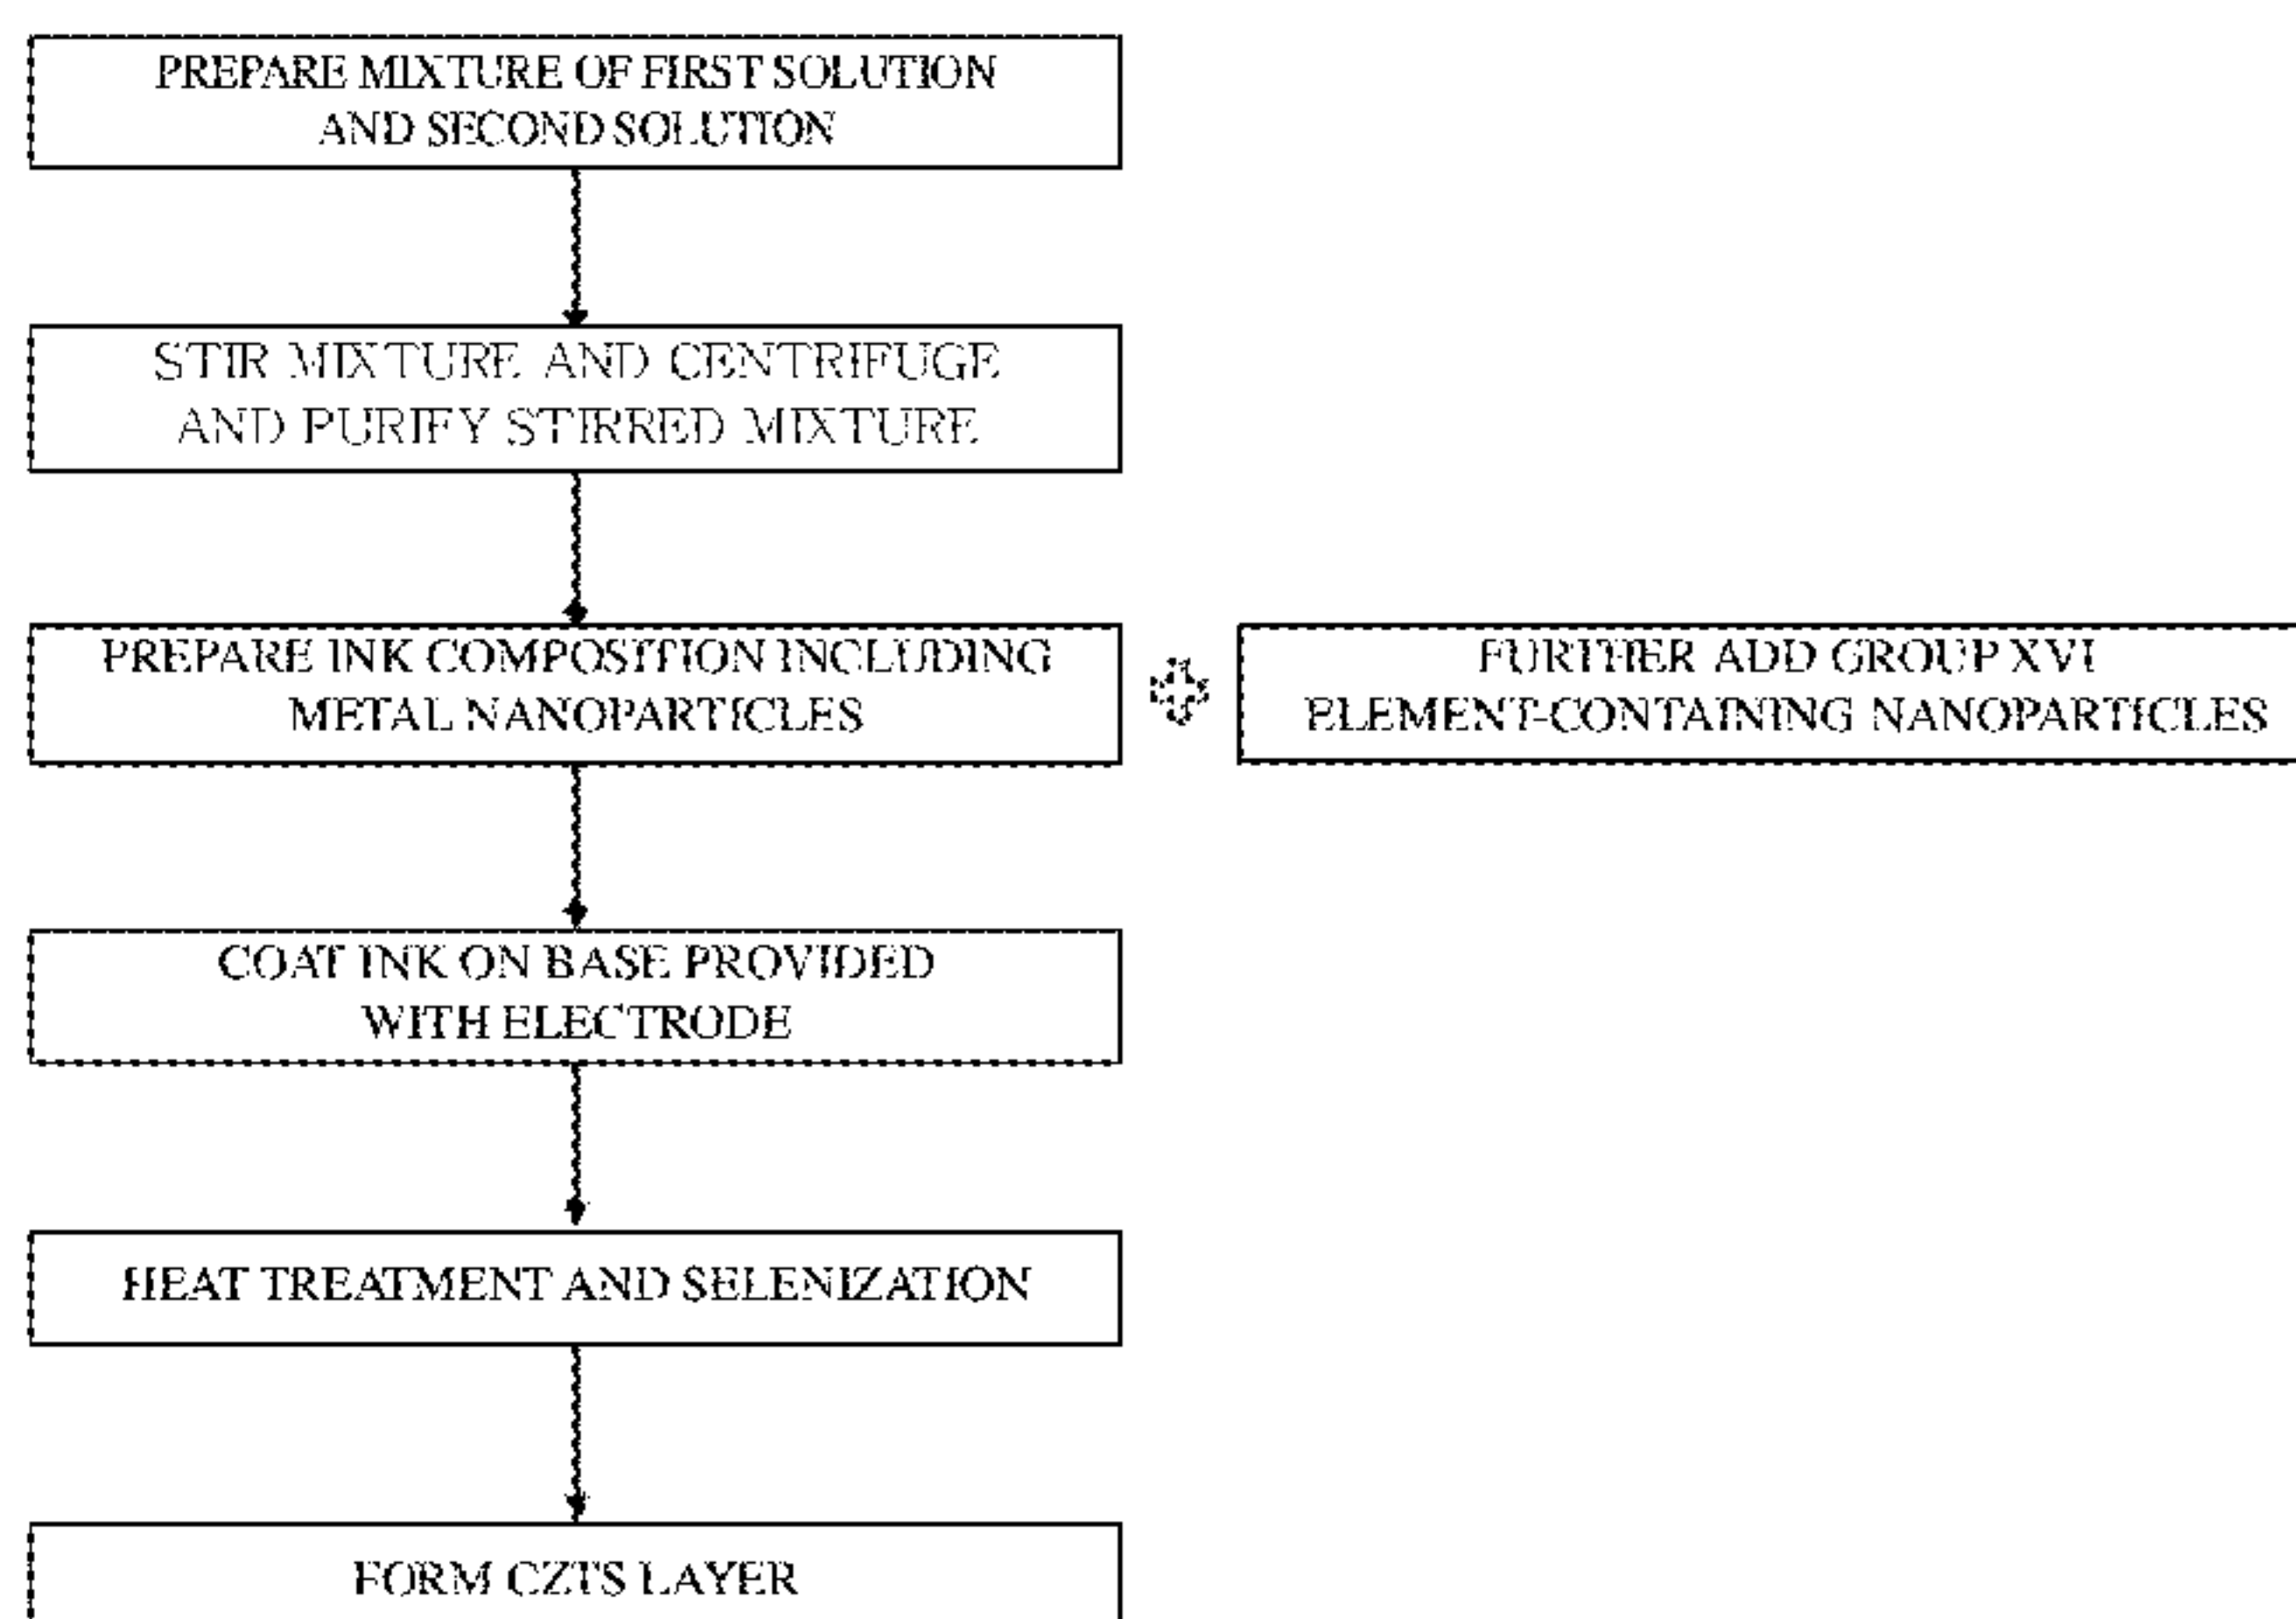 PREPARE MIXTURE OF FIRST SOLUTION
AND SECOND SOLUTION
STIR MIXTURE AND CENTRIFUGE
AND PURIFY STIRRED MIXTURE
PREPARE INK COMPOSITION INCLUDING
METAL NANOPARTICLES
FURTHER ADD GROUP XVI
ELEMENT-CONTAINING NANOPARTICLES
COAT INK ON BASE PROVIDED
WITH ELECTRODE
HEAT TREATMENT AND SELENIZATION
FORM CZTS LAYER